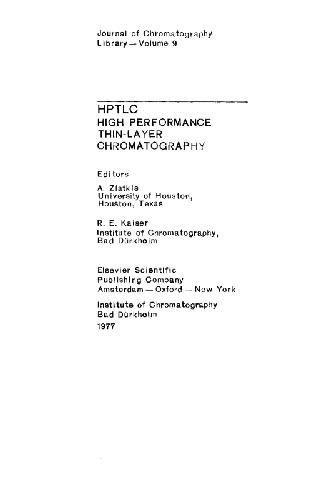 Journal of Chromatography
Library — Volume 9
HPTLC
HIGH PERFORMANCE
THIN-LAYER
CHROMATOGRAPHY
Editors
A. Zlatkis
University of Houston,
Houston, Texas
R. E. Kaiser
Institute of Chromatography,
Bad Dürkheim
Elsevier Scientific
Publishing Company
Amsterdam — Oxford — New York
Institute of Chromatography
Bad Dürkheim
1977